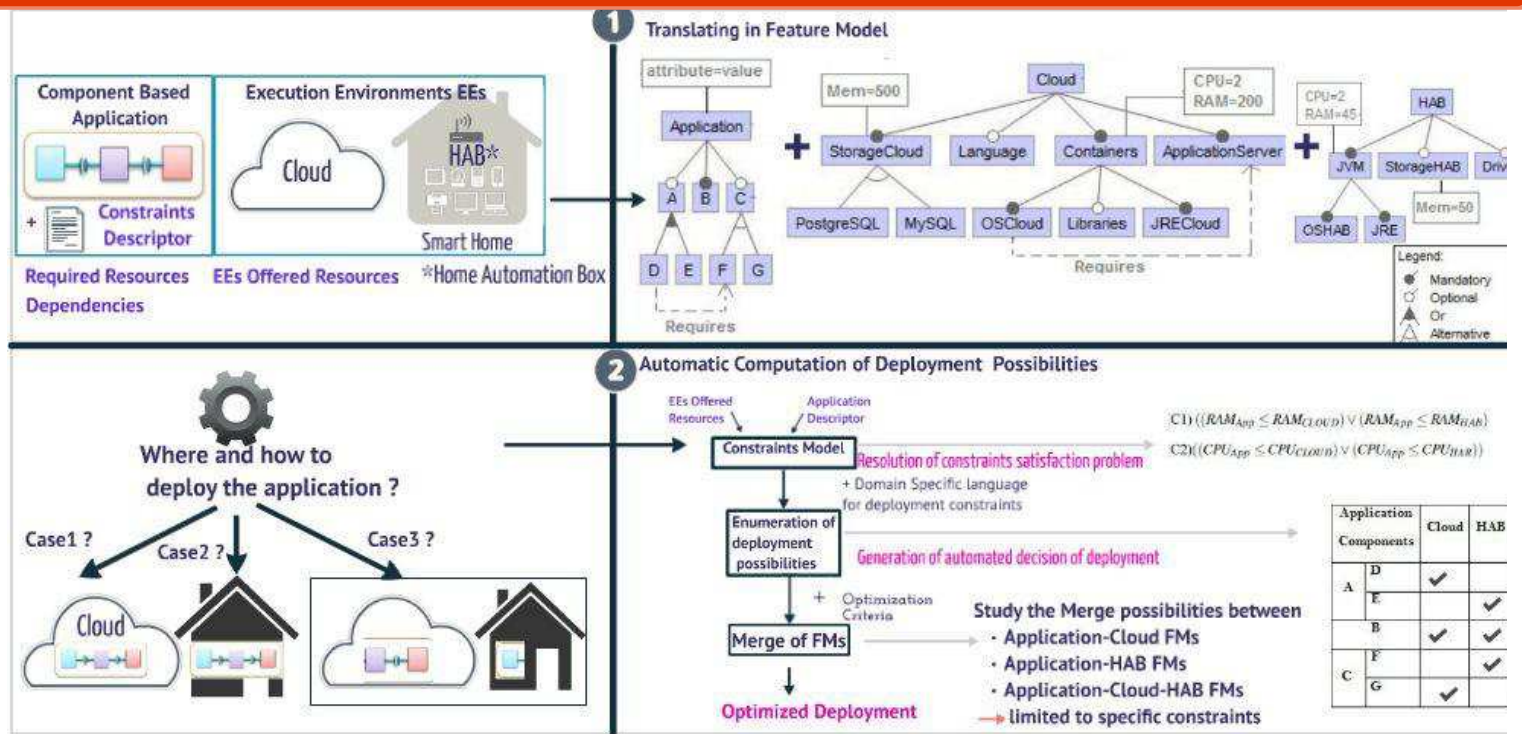 1
Translating in Feature Model
Component Based
Application
+
Constraints
Descriptor
Required Resources
Dependencies
Execution Environments EEs
Cloud
HAB*
Smart Home
EEs Offered Resources
*Home Automation Box
attribute=value
Application
A B C
D E F G
Requires
+
Mem=500
Cloud
CPU=2
RAM=200
StorageCloud Language Containers ApplicationServer
PostgreSQL MySQL OSCloud Libraries JRECloud
Requires
+
CPU=2
RAM=45
HAB
JVM StorageHAB Driv
Mem=50
OSHAB JRE
Legend:
Mandatory
Optional
Or
Alternative
Where and how to
deploy the application ?
Case1 ?
Case2 ?
Case3 ?
Cloud
2
Automatic Computation of Deployment Possibilities
EEs Offered
Resources
Application
Descriptor
Constraints Model
Resolution of constraints satisfaction problem
+ Domain Specific language
for deployment constraints
C1) ((RAM_App ≤ RAM_CLOUD) ∨ (RAM_App ≤ RAM_HAB)
C2)((CPU_App ≤ CPU_CLOUD) ∨ (CPU_App ≤ CPU_HAB))
Enumeration of
deployment
possibilities
Generation of automated decision of deployment
+ Optimization
Criteria
Merge of FMs
Optimized Deployment
Study the Merge possibilities between
· Application-Cloud FMs
· Application-HAB FMs
· Application-Cloud-HAB FMs
→ limited to specific constraints
Application
Components
Cloud HAB
A
D ✓
E ✓
B ✓ ✓
C
F ✓
G ✓